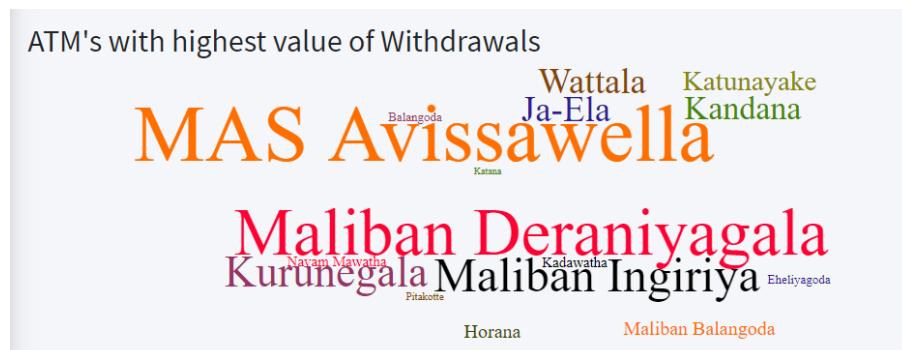 ATM's with highest value of Withdrawals
Wattala
Katunayake
Ja-Ela
Kandana
MAS Avissawella
Balangoda
Katana
Maliban Deraniyagala
Nayam Mawatha
Kadawatha
Kurunegala
Maliban Ingiriya
Eheliyagoda
Pitakotte
Horana
Maliban Balangoda